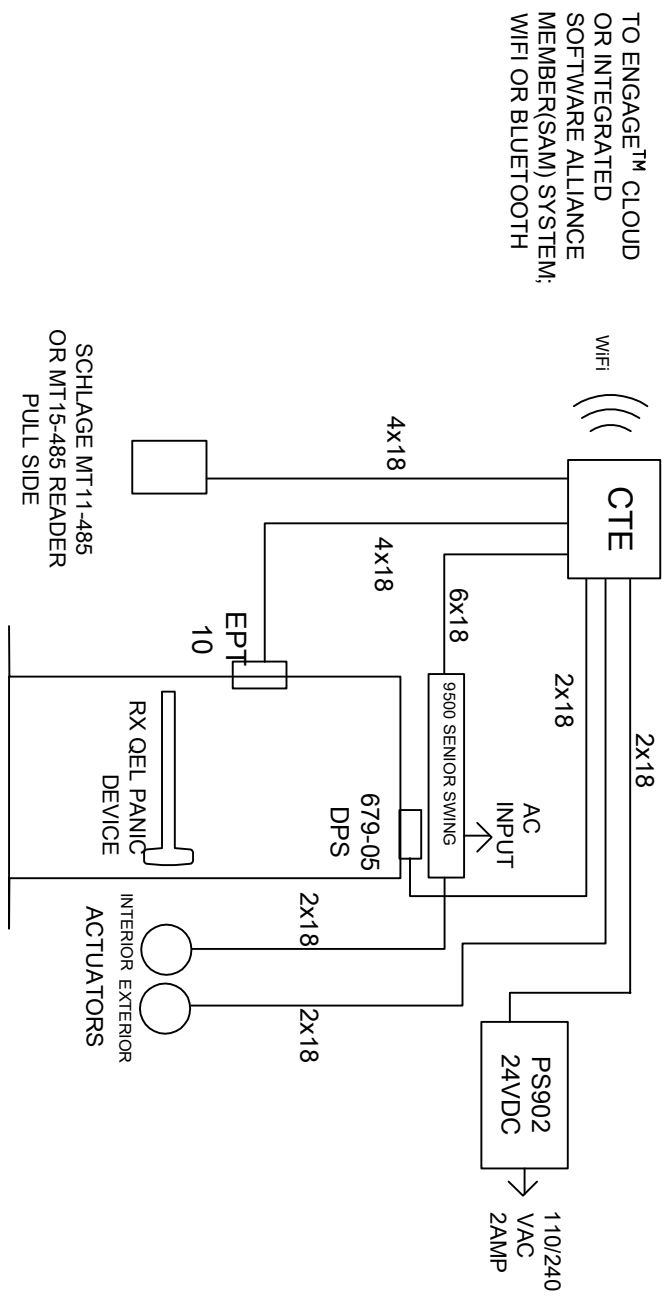 TO ENGAGE™ CLOUD
OR INTEGRATED
SOFTWARE ALLIANCE
MEMBER(SAM) SYSTEM;
WIFI OR BLUETOOTH
WiFi
CTE
2x18
PS902
24VDC
110/240
VAC
2AMP
4x18
4x18
6x18
2x18
9500 SENIOR SWING
AC
INPUT
SCHLAGE MT11-485
OR MT15-485 READER
PULL SIDE
EPT
10
679-05
DPS
RX QEL PANIC
DEVICE
2x18
2x18
INTERIOR EXTERIOR
ACTUATORS